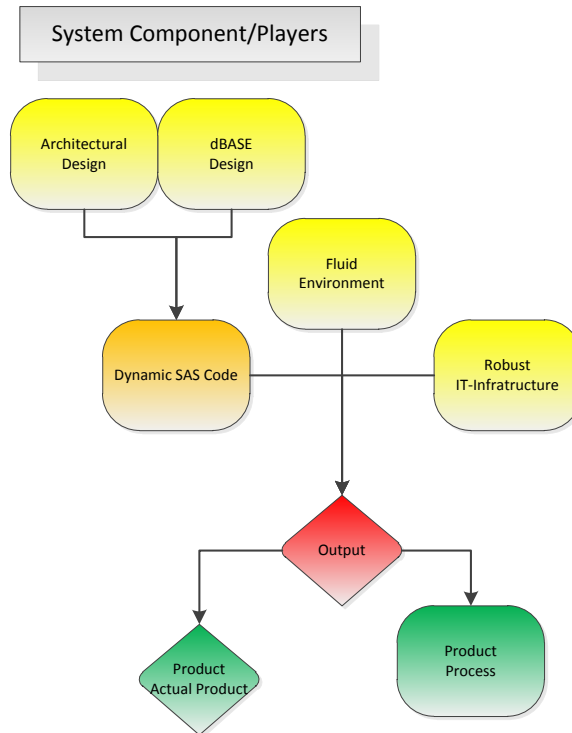 System Component/Players
Architectural
Design
dBASE
Design
Fluid
Environment
Dynamic SAS Code
Robust
IT-Infratructure
Output
Product
Actual Product
Product
Process